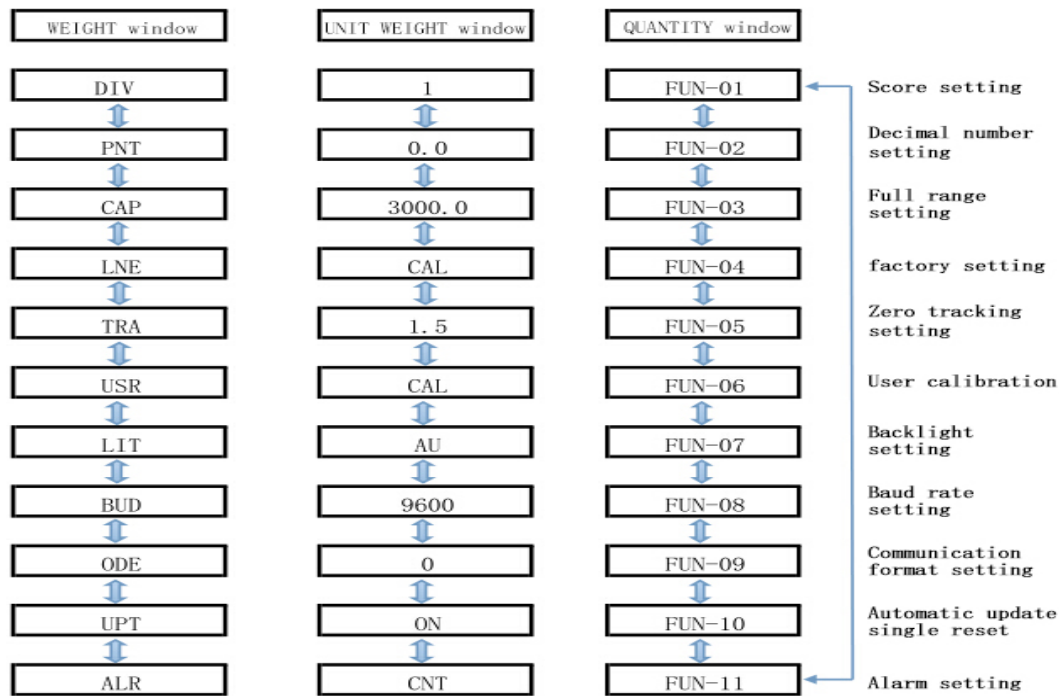 WEIGHT window UNIT WEIGHT window QUANTITY window
DIV 1 FUN-01 Score setting
PNT 0.0 FUN-02 Decimal number
setting
CAP 3000.0 FUN-03 Full range
setting
LNE CAL FUN-04 factory setting
TRA 1.5 FUN-05 Zero tracking
setting
USR CAL FUN-06 User calibration
LIT AU FUN-07 Backlight
setting
BUD 9600 FUN-08 Baud rate
setting
ODE 0 FUN-09 Communication
format setting
UPT ON FUN-10 Automatic update
single reset
ALR CNT FUN-11 Alarm setting